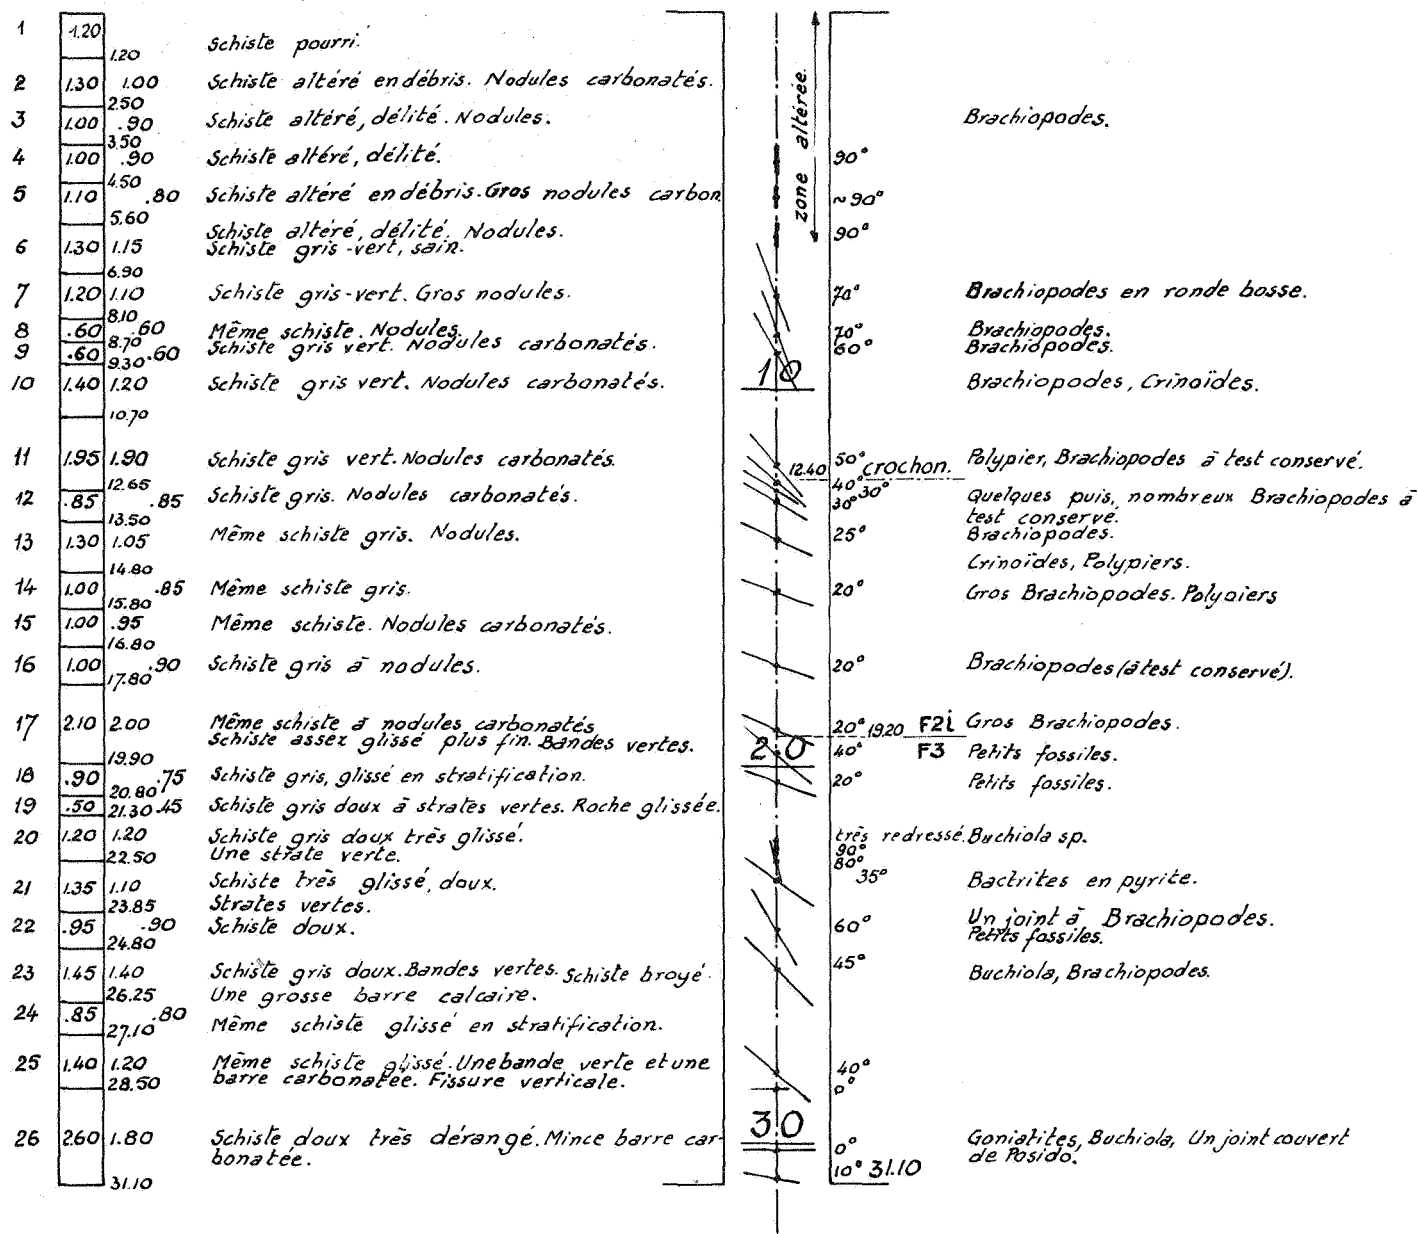 1 1.20 Schiste pourri.
1.20
2 1.30 1.00 Schiste altéré en débris. Nodules carbonatés.
2.50
3 1.00 .90 Schiste altéré, délité. Nodules. Brachiopodes.
3.50
4 1.00 .90 Schiste altéré, délité. 90°
4.50
zone altérée.
5 1.10 .80 Schiste altéré en débris. Gros nodules carbon. ~90°
5.60
Schiste altéré, délité. Nodules. 90°
6 1.30 1.15 Schiste gris-vert, sain.
6.90
7 1.20 1.10 Schiste gris-vert. Gros nodules. 70° Brachiopodes en ronde bosse.
8.10
8 .60 .60 Même schiste. Nodules. 70° Brachiopodes.
8.70
9 .60 .60 Schiste gris vert. Nodules carbonatés. 60° Brachiopodes.
9.30
10 1.40 1.20 Schiste gris vert. Nodules carbonatés. 10 Brachiopodes, Crinoïdes.
10.70
11 1.95 1.90 Schiste gris vert. Nodules carbonatés. 50° Polypier, Brachiopodes à test conservé.
12.40 crochon.
12.65 40°
12 .85 .85 Schiste gris. Nodules carbonatés. 30° 30° Quelques puis, nombreux Brachiopodes à
test conservé.
13.50
13 1.30 1.05 Même schiste gris. Nodules. 25° Brachiopodes.
Crinoïdes, Polypiers.
14.80
14 1.00 .85 Même schiste gris. 20° Gros Brachiopodes. Polypiers
15.80
15 1.00 .95 Même schiste. Nodules carbonatés.
16.80
16 1.00 .90 Schiste gris à nodules. 20° Brachiopodes (à test conservé).
17.80
17 2.10 2.00 Même schiste à nodules carbonatés 20° 19.20 F2i Gros Brachiopodes.
Schiste assez glissé plus fin. Bandes vertes. 20 40° F3 Petits fossiles.
19.90
18 .90 .75 Schiste gris, glissé en stratification. 20° Petits fossiles.
20.80
19 .50 .45 Schiste gris doux à strates vertes. Roche glissée.
21.30
20 1.20 1.20 Schiste gris doux très glissé. très redressé. Buchiola sp.
Une strate verte. 90°
22.50 80°
21 1.35 1.10 Schiste très glissé, doux. 35° Bactrites en pyrite.
23.85 Strates vertes.
22 .95 .90 Schiste doux. 60° Un joint à Brachiopodes.
Petits fossiles.
24.80
23 1.45 1.40 Schiste gris doux. Bandes vertes. Schiste broyé. 45° Buchiola, Brachiopodes.
26.25 Une grosse barre calcaire.
24 .85 .80 Même schiste glissé en stratification.
27.10
25 1.40 1.20 Même schiste glissé. Une bande verte et une 40°
28.50 barre carbonatée. Fissure verticale. 0°
30
26 2.60 1.80 Schiste doux très dérangé. Mince barre car- 0° Goniatites, Buchiola, Un joint couvert
bonatée. de Posido.
31.10 10° 31.10